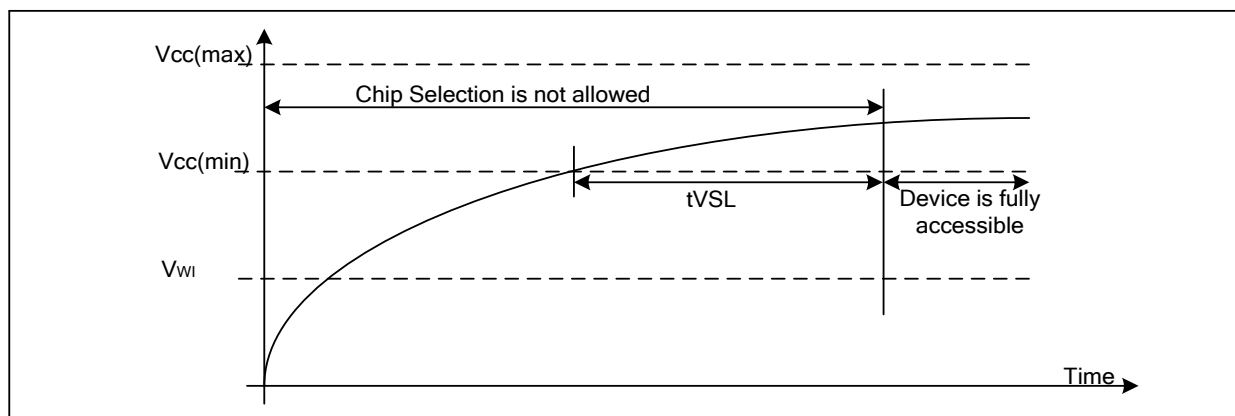 Vcc(max)
Chip Selection is not allowed
Vcc(min)
tVSL
Device is fully
accessible
VWI
Time